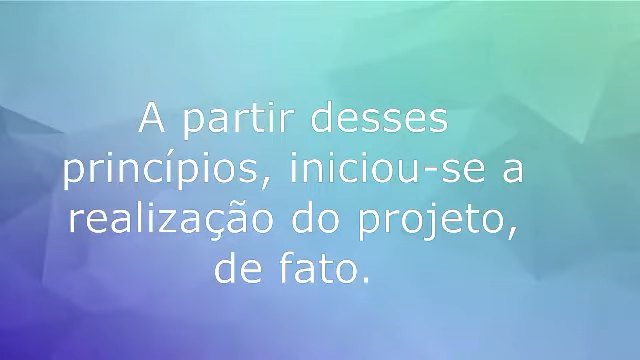 A partir desses
princípios, iniciou-se a
realização do projeto,
de fato.